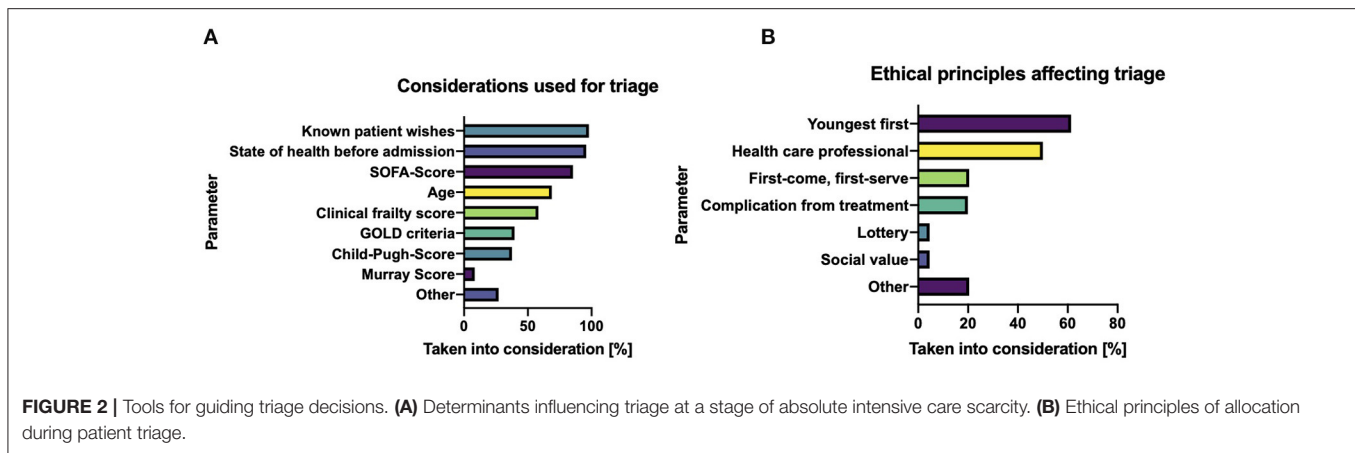 A
Considerations used for triage
Parameter
Known patient wishes
State of health before admission
SOFA-Score
Age
Clinical frailty score
GOLD criteria
Child-Pugh-Score
Murray Score
Other
0 50 100
Taken into consideration [%]
B
Ethical principles affecting triage
Parameter
Youngest first
Health care professional
First-come, first-serve
Complication from treatment
Lottery
Social value
Other
0 20 40 60 80
Taken into consideration [%]
FIGURE 2 | Tools for guiding triage decisions. (A) Determinants influencing triage at a stage of absolute intensive care scarcity. (B) Ethical principles of allocation
during patient triage.